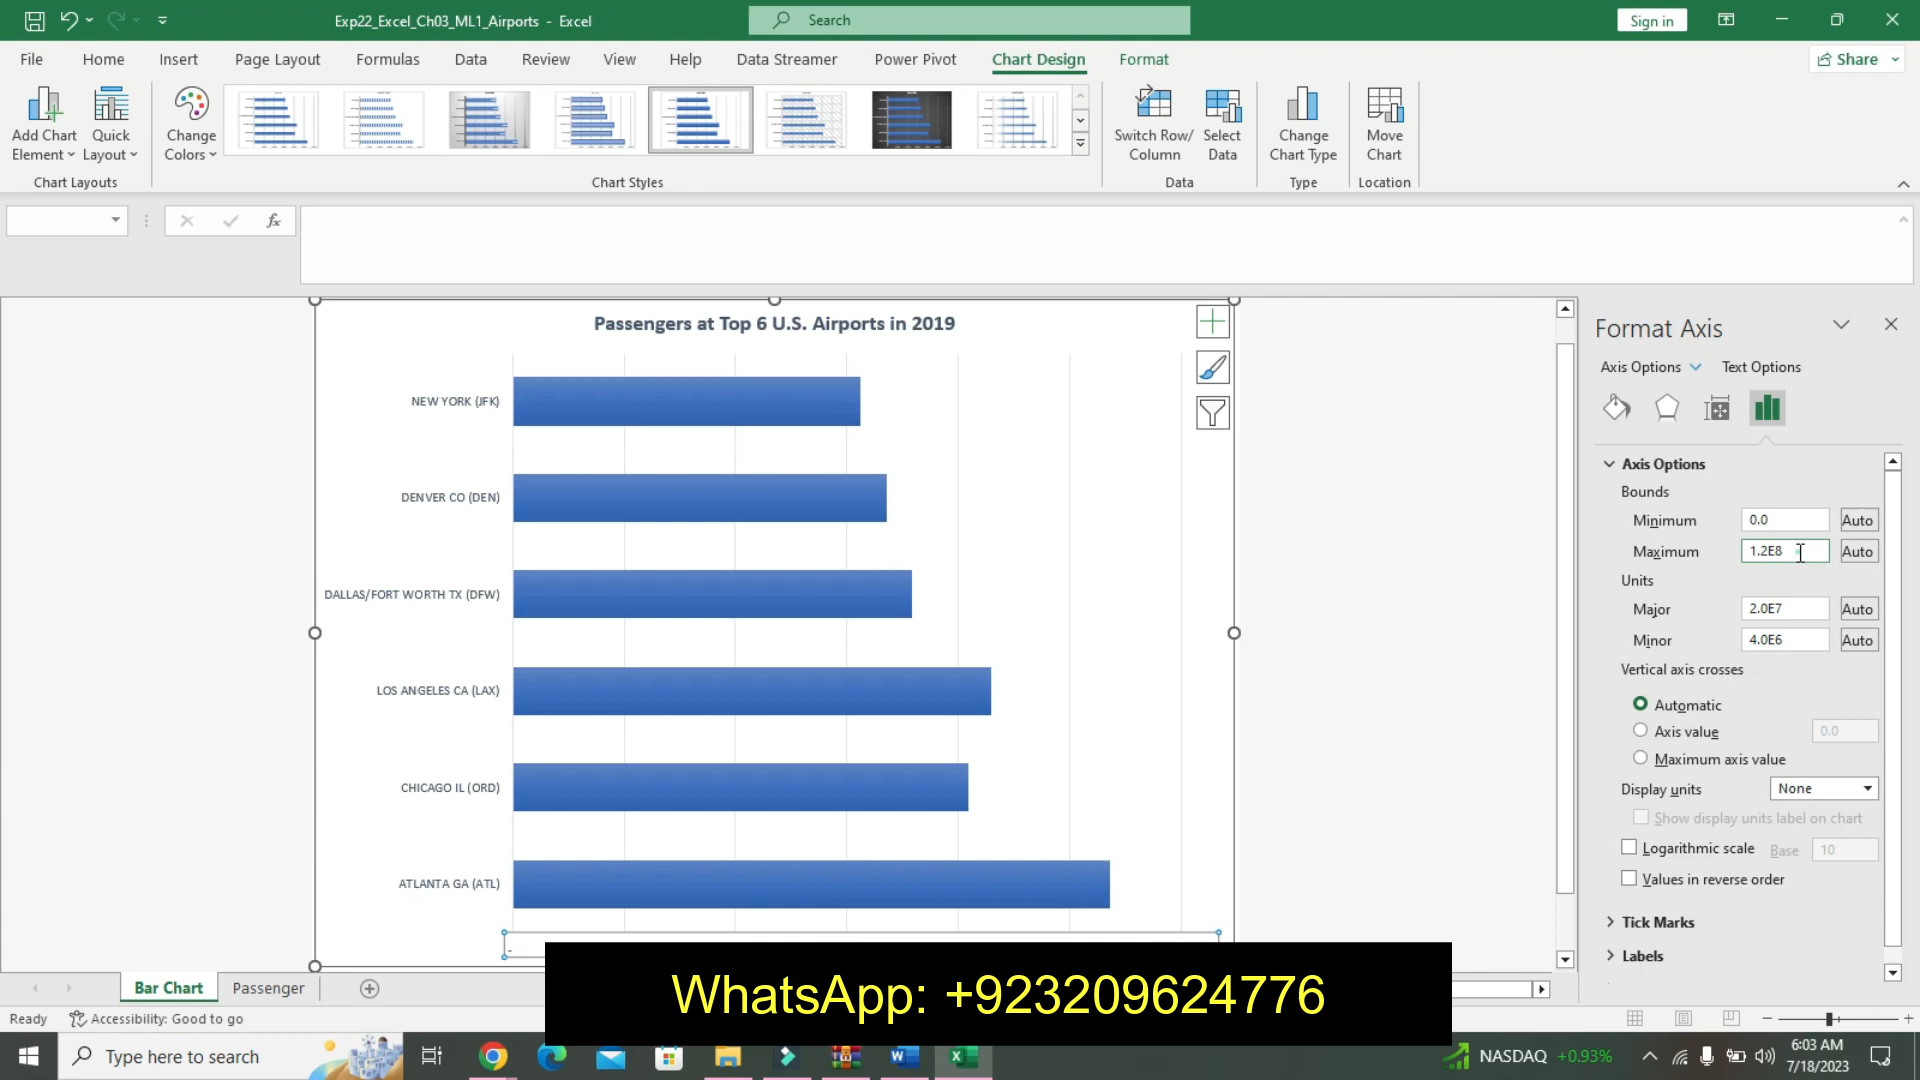 Exp22_Excel_Ch03_ML1_Airports - Excel
Search
Sign in
File Home Insert Page Layout Formulas Data Review View Help Data Streamer Power Pivot Chart Design Format Share
Add Chart Element
Quick Layout
Change Colors
Switch Row/Column
Select Data
Change Chart Type
Move Chart
Chart Layouts
Chart Styles
Data
Type
Location
fx
Passengers at Top 6 U.S. Airports in 2019
NEW YORK (JFK)
DENVER CO (DEN)
DALLAS/FORT WORTH TX (DFW)
LOS ANGELES CA (LAX)
CHICAGO IL (ORD)
ATLANTA GA (ATL)
-
Format Axis
Axis Options Text Options
Axis Options
Bounds
Minimum 0.0 Auto
Maximum 1.2E8 Auto
Units
Major 2.0E7 Auto
Minor 4.0E6 Auto
Vertical axis crosses
Automatic
Axis value 0.0
Maximum axis value
Display units None
Show display units label on chart
Logarithmic scale Base 10
Values in reverse order
Tick Marks
Labels
Bar Chart Passenger
WhatsApp: +923209624776
Ready Accessibility: Good to go
Type here to search
NASDAQ +0.93%
6:03 AM
7/18/2023